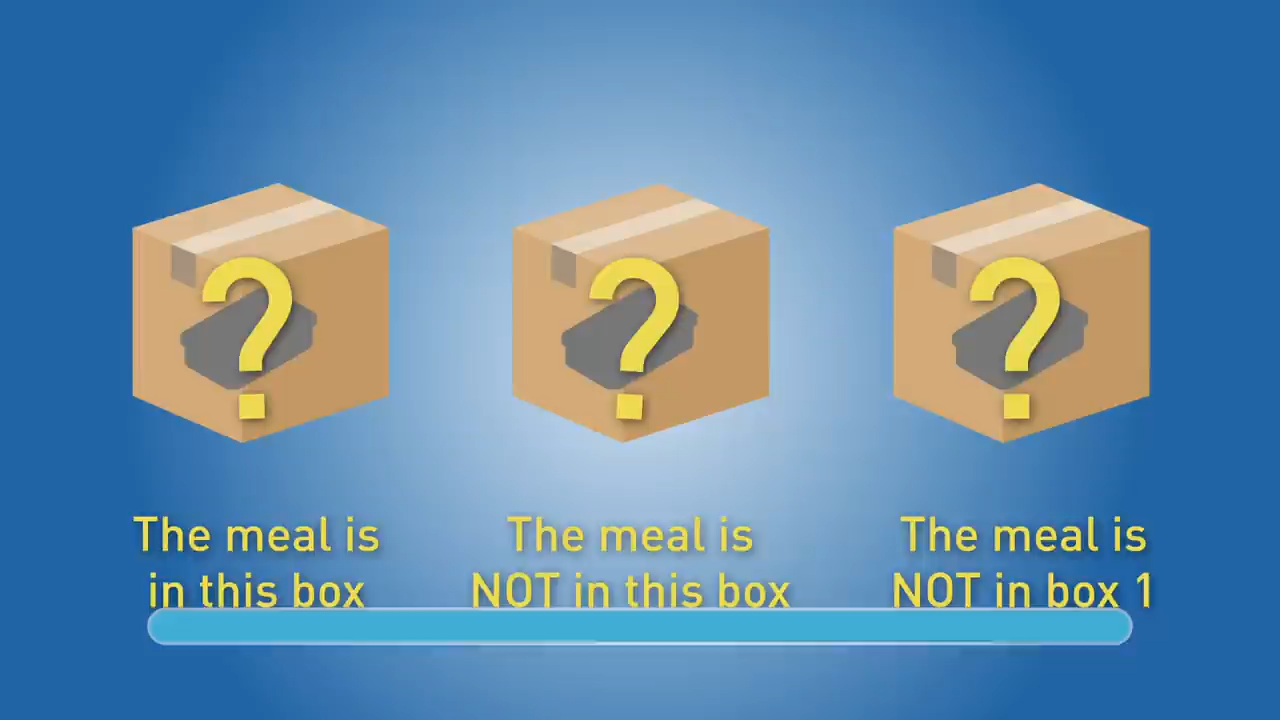 The meal is
in this box
The meal is
NOT in this box
The meal is
NOT in box 1
? ? ?